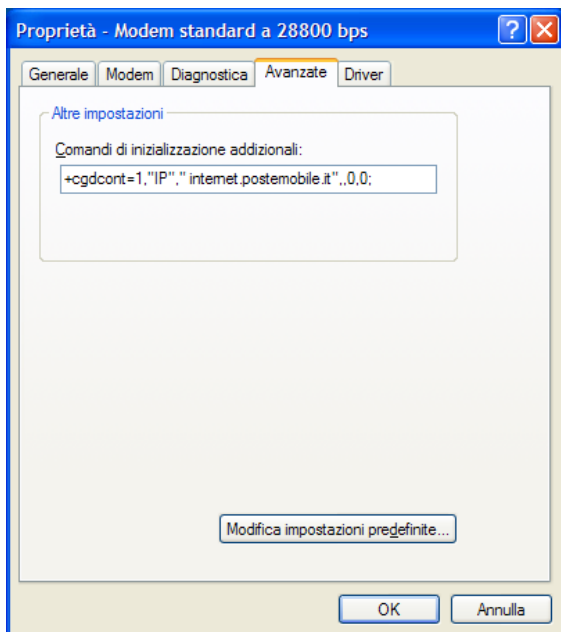 Proprietà - Modem standard a 28800 bps
Generale Modem Diagnostica Avanzate Driver
Altre impostazioni
Comandi di inizializzazione addizionali:
+cgdcont=1,"IP"," internet.postemobile.it",,0,0;
Modifica impostazioni predefinite...
OK Annulla